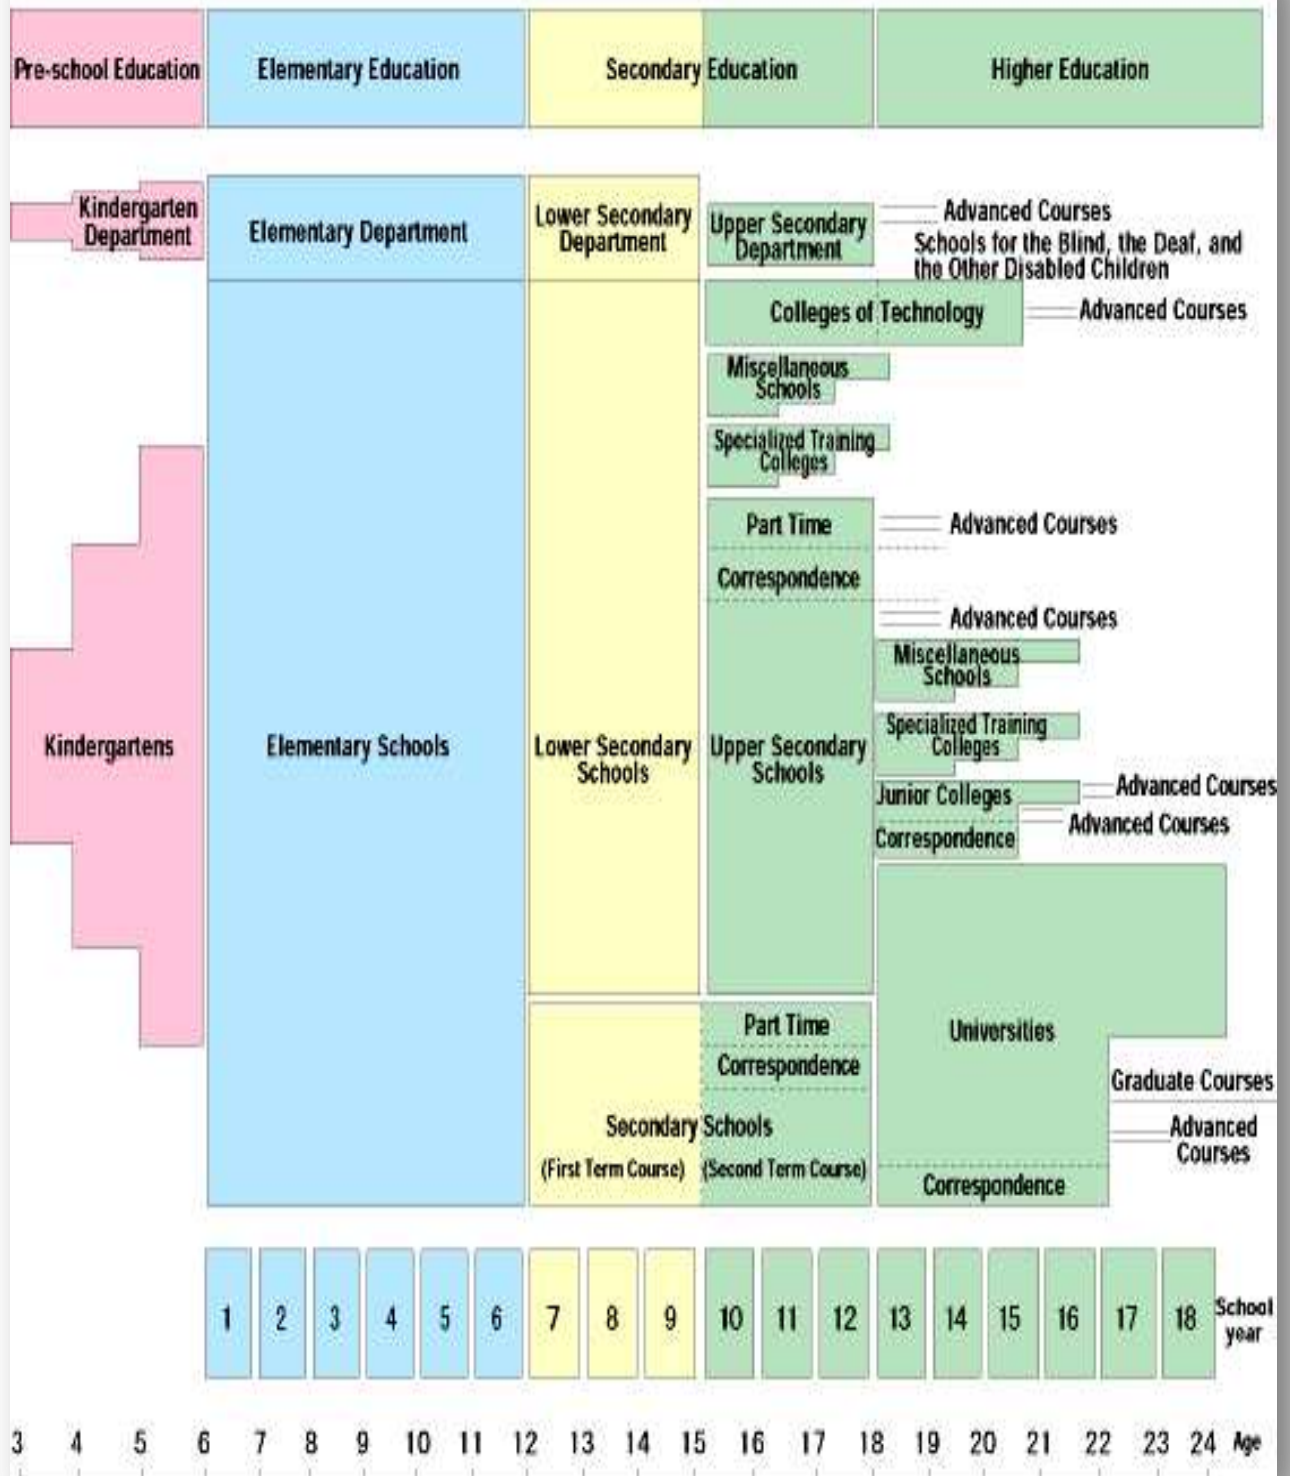 Pre-school Education
Elementary Education
Secondary Education
Higher Education
Kindergarten
Department
Elementary Department
Lower Secondary
Department
Upper Secondary
Department
Advanced Courses
Schools for the Blind, the Deaf, and
the Other Disabled Children
Colleges of Technology
Advanced Courses
Miscellaneous
Schools
Specialized Training
Colleges
Part Time
Advanced Courses
Correspondence
Advanced Courses
Miscellaneous
Schools
Specialized Training
Colleges
Kindergartens
Elementary Schools
Lower Secondary
Schools
Upper Secondary
Schools
Junior Colleges
Advanced Courses
Correspondence
Advanced Courses
Part Time
Universities
Correspondence
Graduate Courses
Secondary Schools
(First Term Course) (Second Term Course)
Advanced
Courses
Correspondence
1 2 3 4 5 6 7 8 9 10 11 12 13 14 15 16 17 18 School
year
3 4 5 6 7 8 9 10 11 12 13 14 15 16 17 18 19 20 21 22 23 24 Age